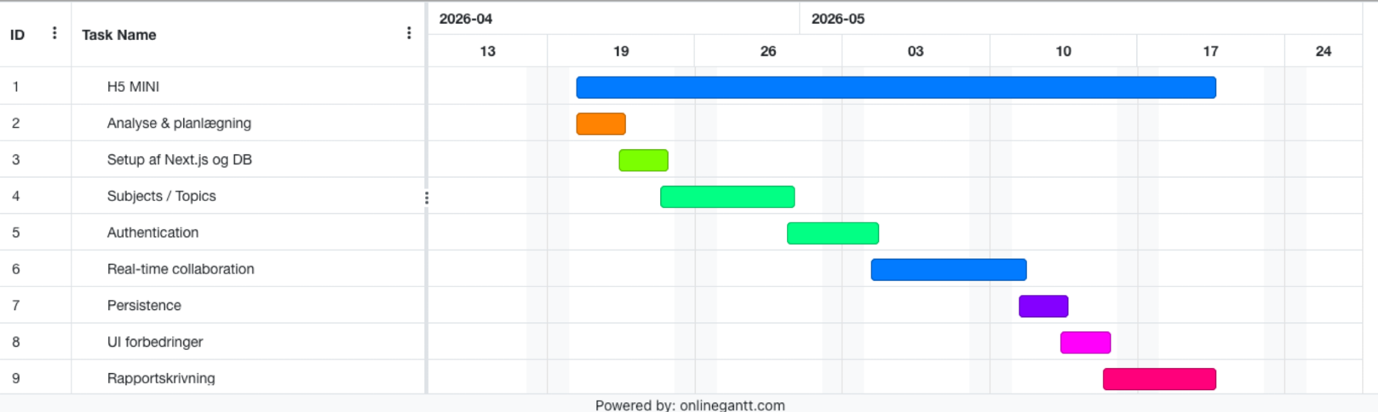 2026-04 2026-05
ID Task Name
13 19 26 03 10 17 24
1 H5 MINI
2 Analyse & planlægning
3 Setup af Next.js og DB
4 Subjects / Topics
5 Authentication
6 Real-time collaboration
7 Persistence
8 UI forbedringer
9 Rapportskrivning
Powered by: onlinegantt.com